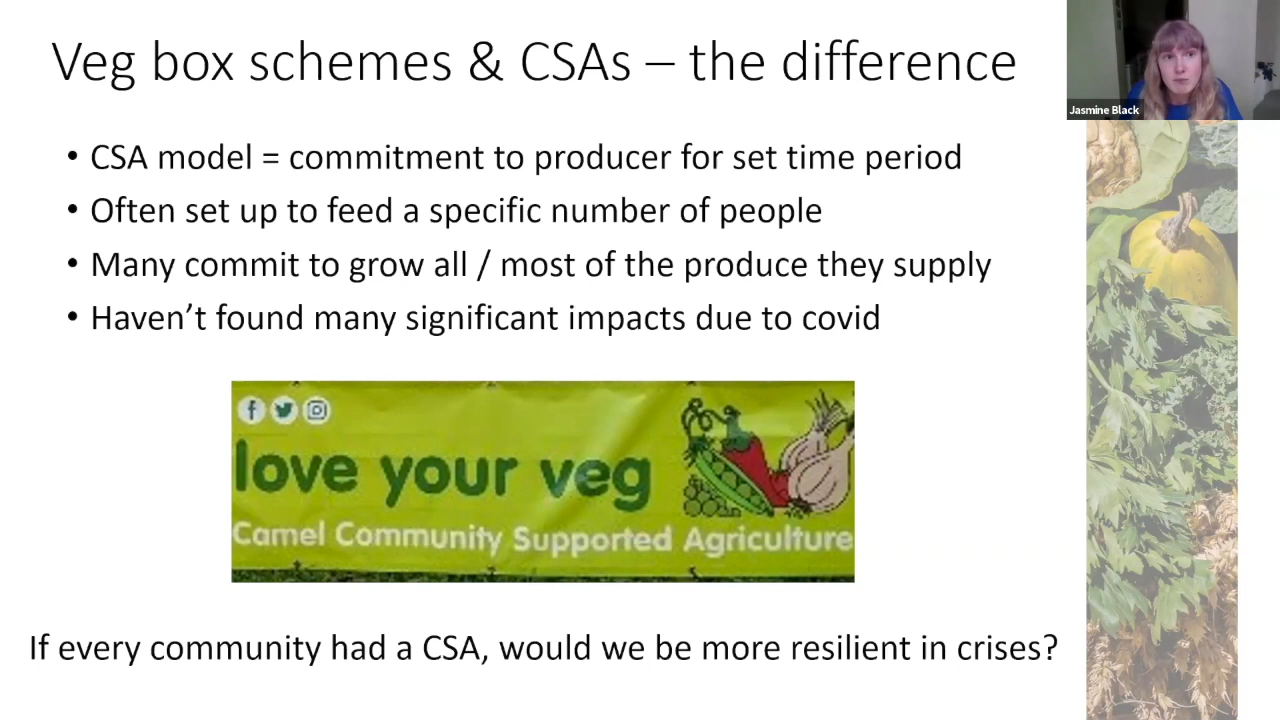 Veg box schemes & CSAs – the difference
Jasmine Black
• CSA model = commitment to producer for set time period
• Often set up to feed a specific number of people
• Many commit to grow all / most of the produce they supply
• Haven’t found many significant impacts due to covid
love your veg
Camel Community Supported Agriculture
If every community had a CSA, would we be more resilient in crises?